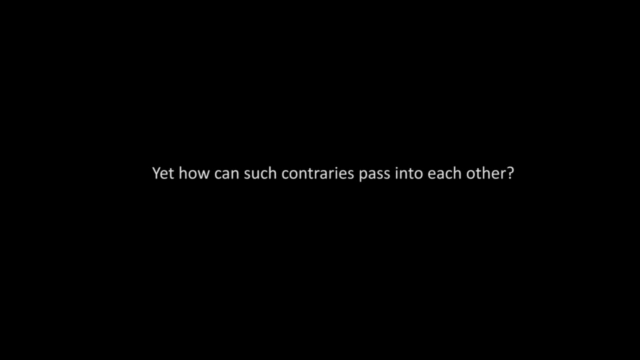 Yet how can such contraries pass into each other?